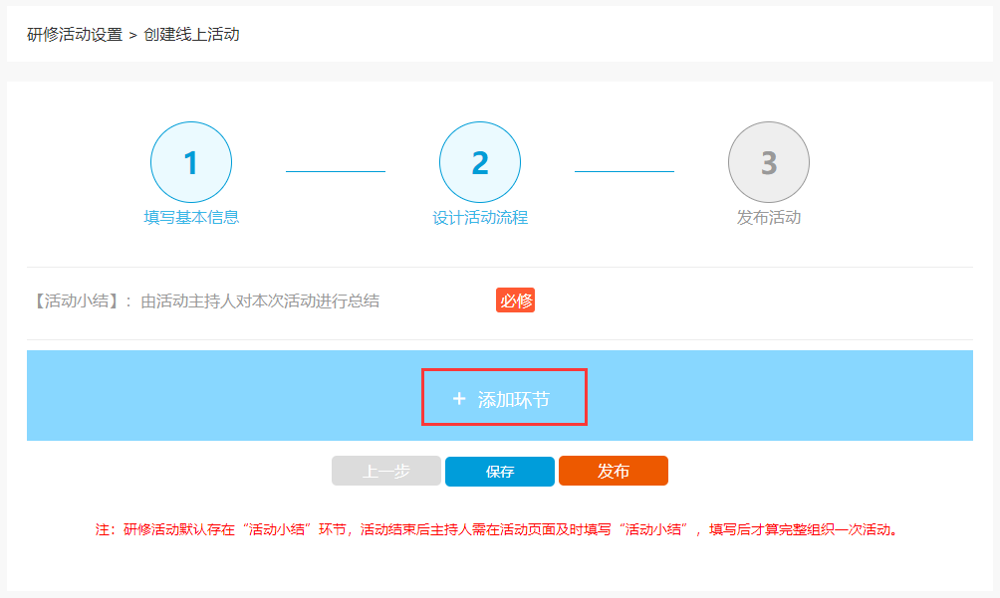 研修活动设置 > 创建线上活动
1
2
3
填写基本信息
设计活动流程
发布活动
【活动小结】：由活动主持人对本次活动进行总结
必修
+ 添加环节
上一步
保存
发布
注：研修活动默认存在“活动小结”环节，活动结束后主持人需在活动页面及时填写“活动小结”，填写后才算完整组织一次活动。